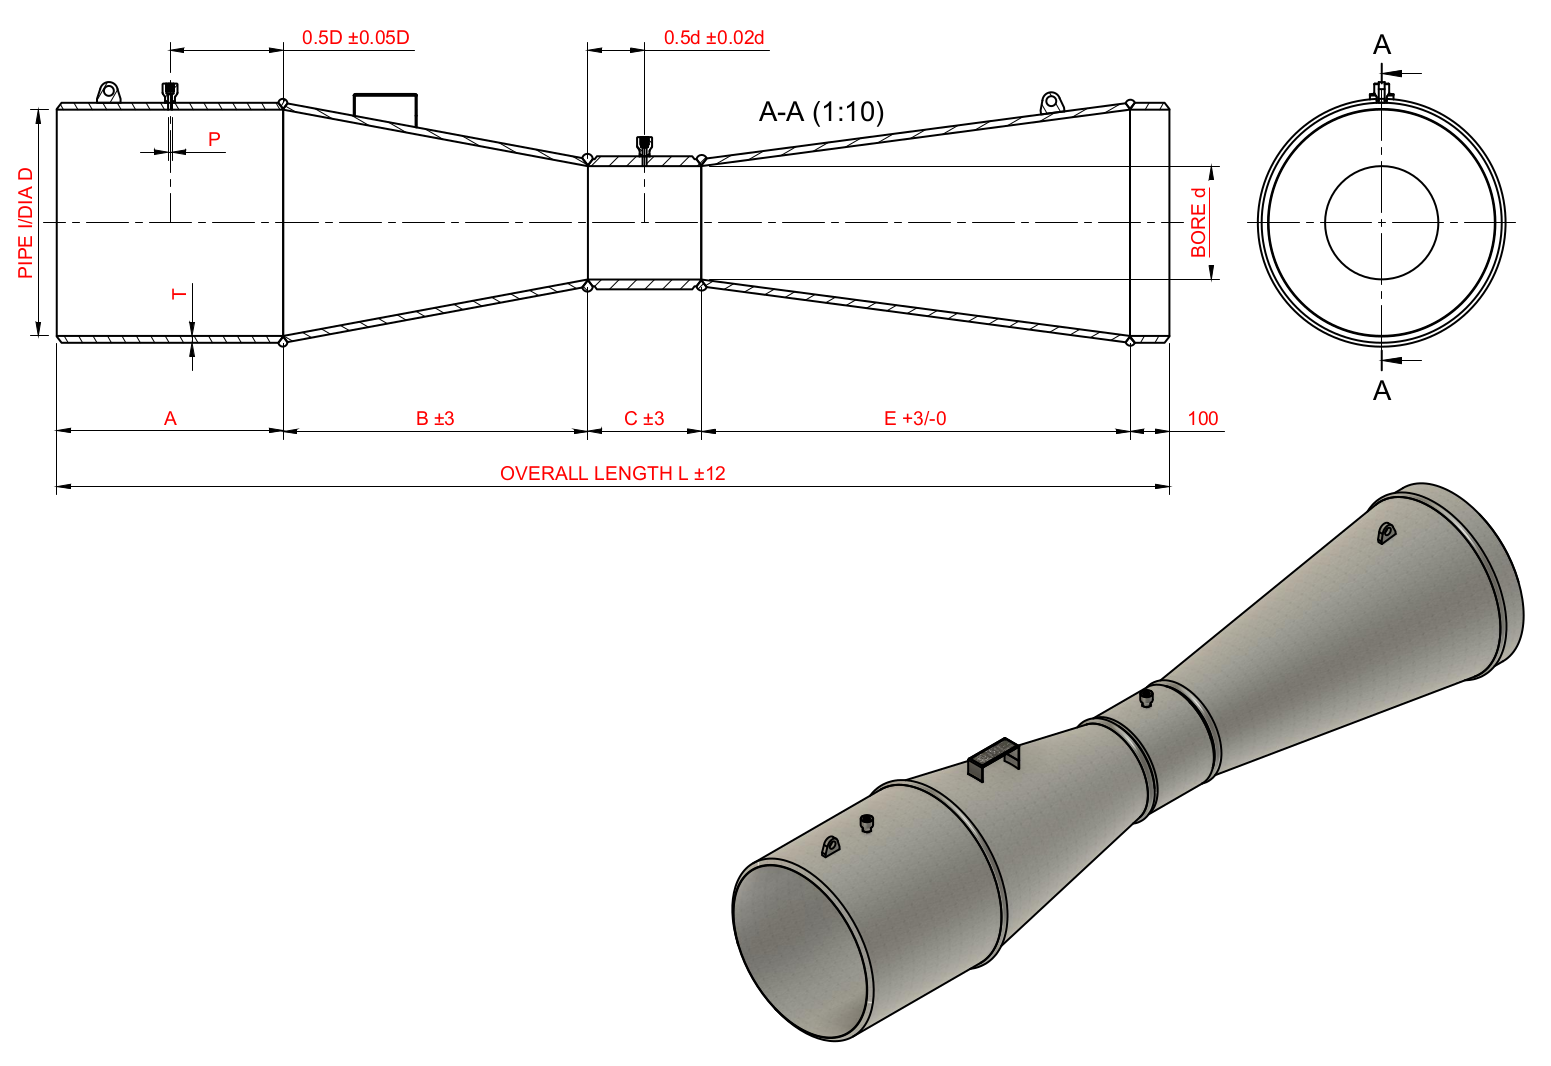 0.5D ±0.05D
0.5d ±0.02d
A
A-A (1:10)
P
PIPE I/DIA D
BORE d
T
A
A
B ±3
C ±3
E +3/-0
100
OVERALL LENGTH L ±12